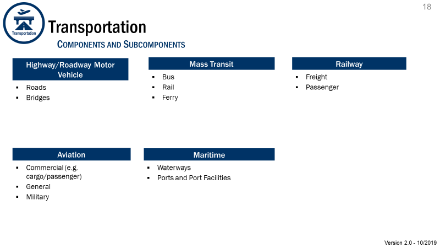 18
Transportation
Transportation
COMPONENTS AND SUBCOMPONENTS
Highway/Roadway Motor
Vehicle
• Roads
• Bridges
Mass Transit
• Bus
• Rail
• Ferry
Railway
• Freight
• Passenger
Aviation
• Commercial (e.g.
cargo/passenger)
• General
• Military
Maritime
• Waterways
• Ports and Port Facilities
Version 2.0 - 10/2019